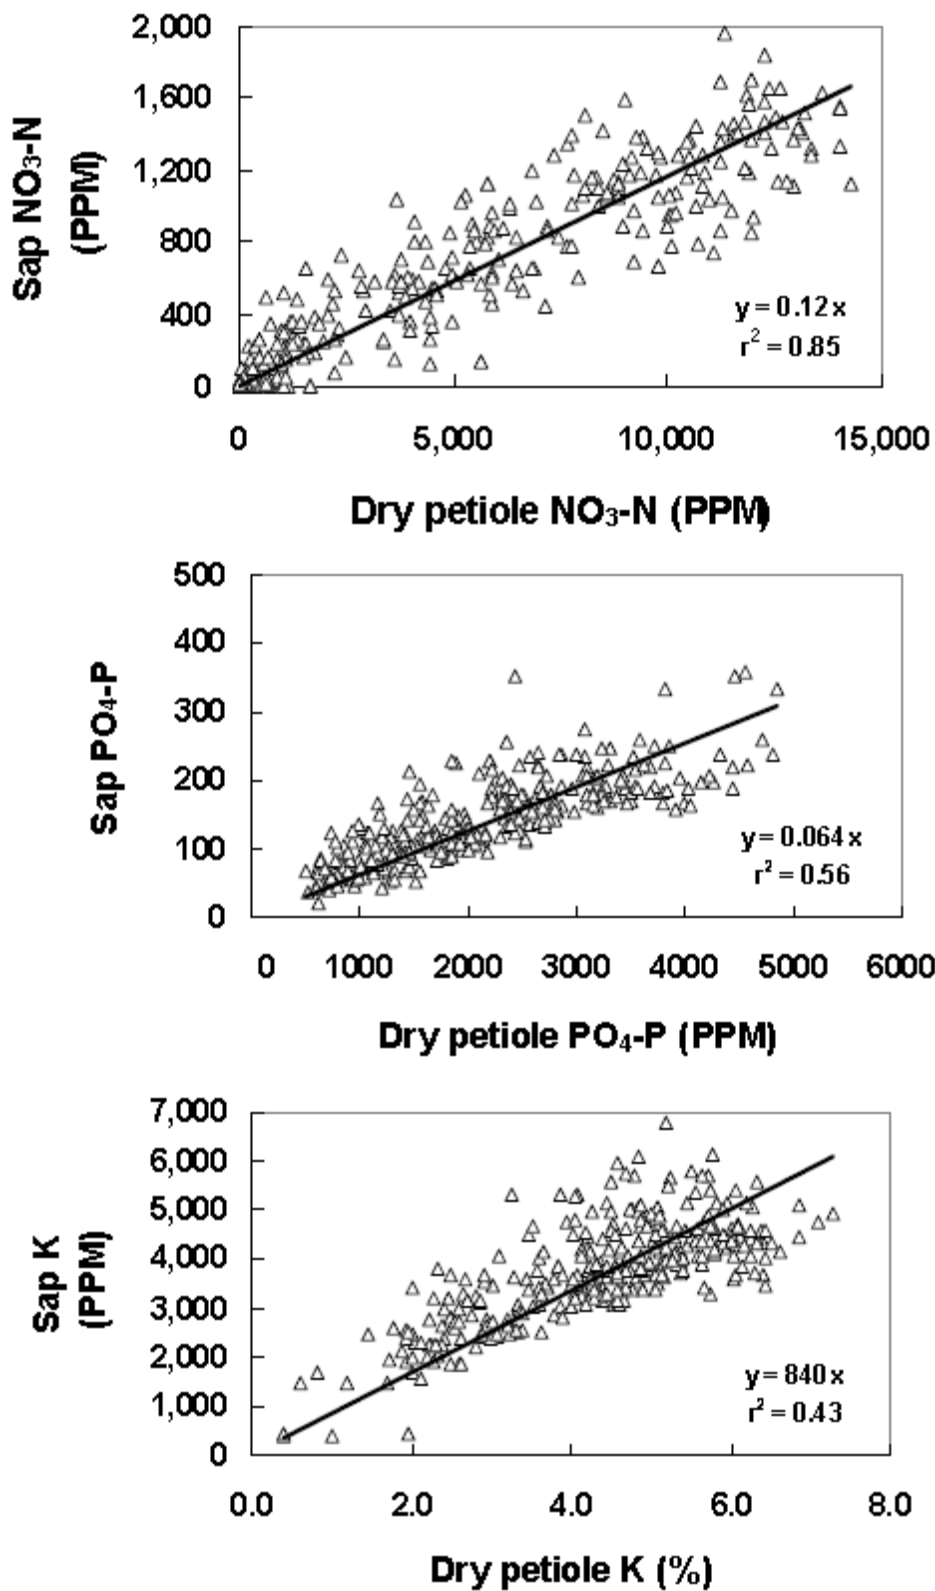 2,000
1,600
1,200
800
400
0
Sap NO₃-N
(PPM)
y = 0.12 x
r² = 0.85
0 5,000 10,000 15,000
Dry petiole NO₃-N (PPM)
500
400
300
200
100
0
Sap PO₄-P
y = 0.064 x
r² = 0.56
0 1000 2000 3000 4000 5000 6000
Dry petiole PO₄-P (PPM)
7,000
6,000
5,000
4,000
3,000
2,000
1,000
0
Sap K
(PPM)
y = 840 x
r² = 0.43
0.0 2.0 4.0 6.0 8.0
Dry petiole K (%)